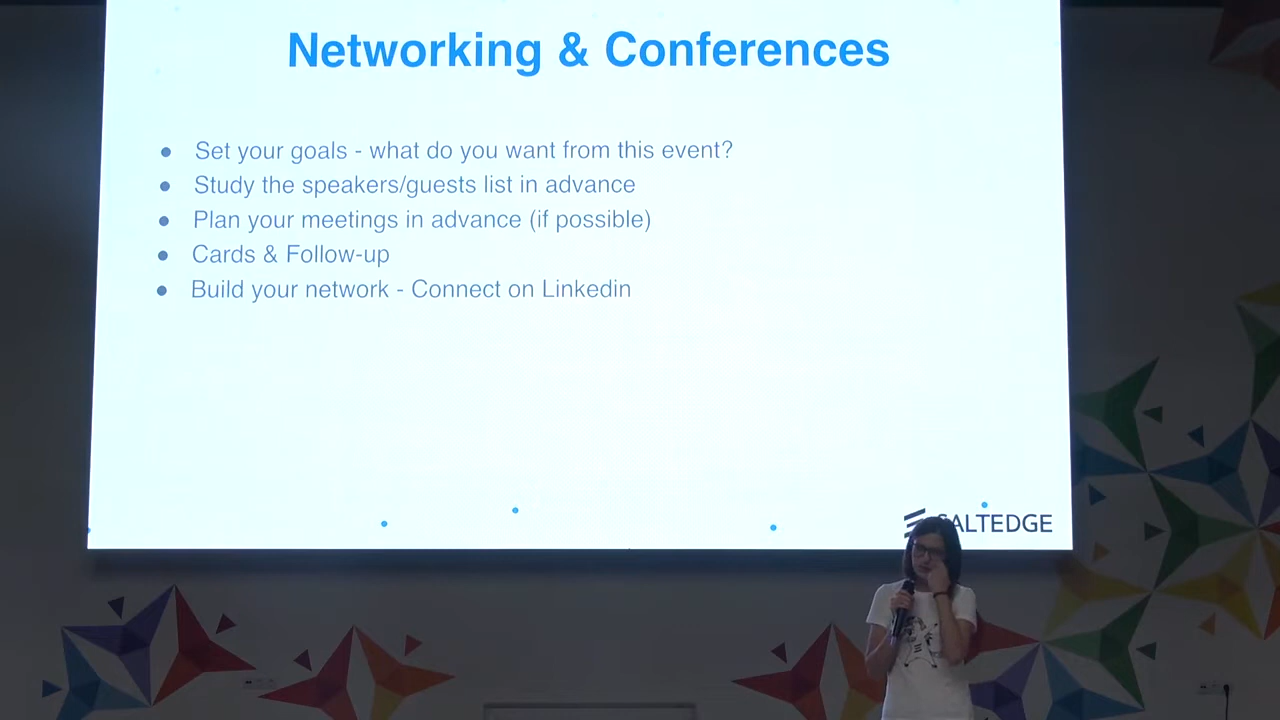 Networking & Conferences
● Set your goals - what do you want from this event?
● Study the speakers/guests list in advance
● Plan your meetings in advance (if possible)
● Cards & Follow-up
● Build your network - Connect on Linkedin
SALTEDGE